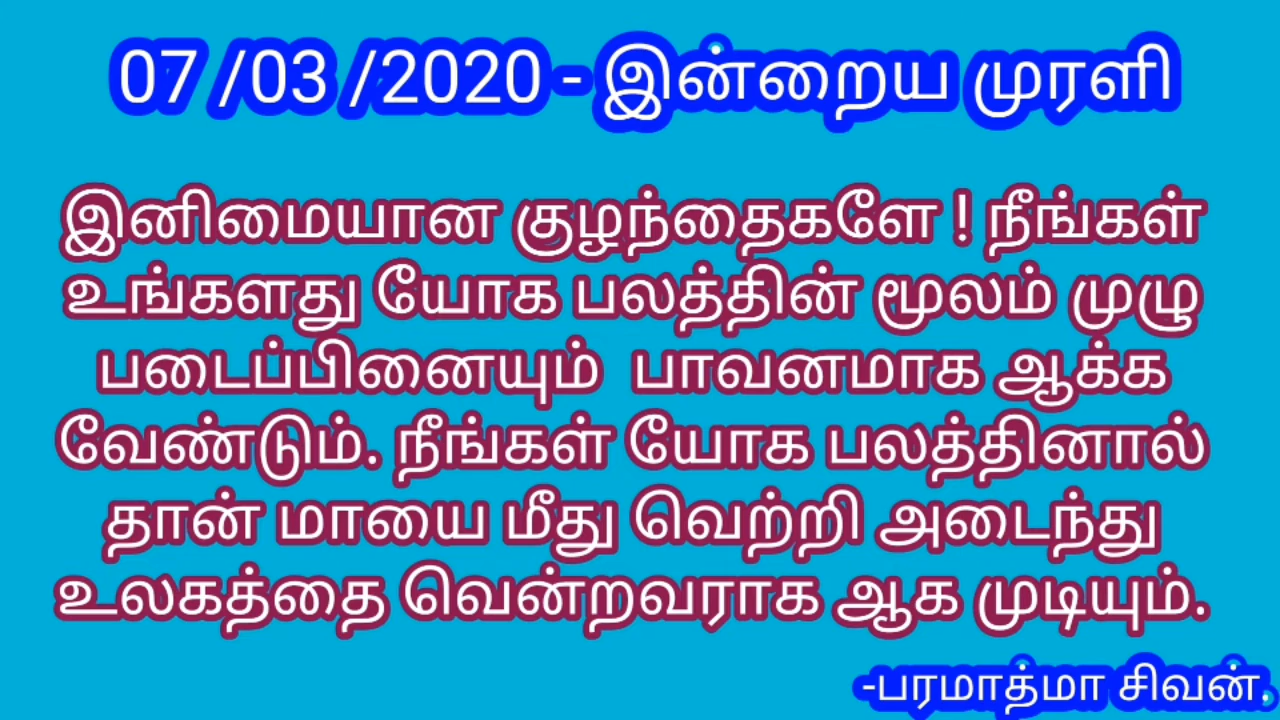 07 /03 /2020 - இன்றைய முரளி
இனிமையான குழந்தைகளே ! நீங்கள்
உங்களது யோக பலத்தின் மூலம் முழு
படைப்பினையும் பாவனமாக ஆக்க
வேண்டும். நீங்கள் யோக பலத்தினால்
தான் மாயை மீது வெற்றி அடைந்து
உலகத்தை வென்றவராக ஆக முடியும்.
-பரமாத்மா சிவன்.